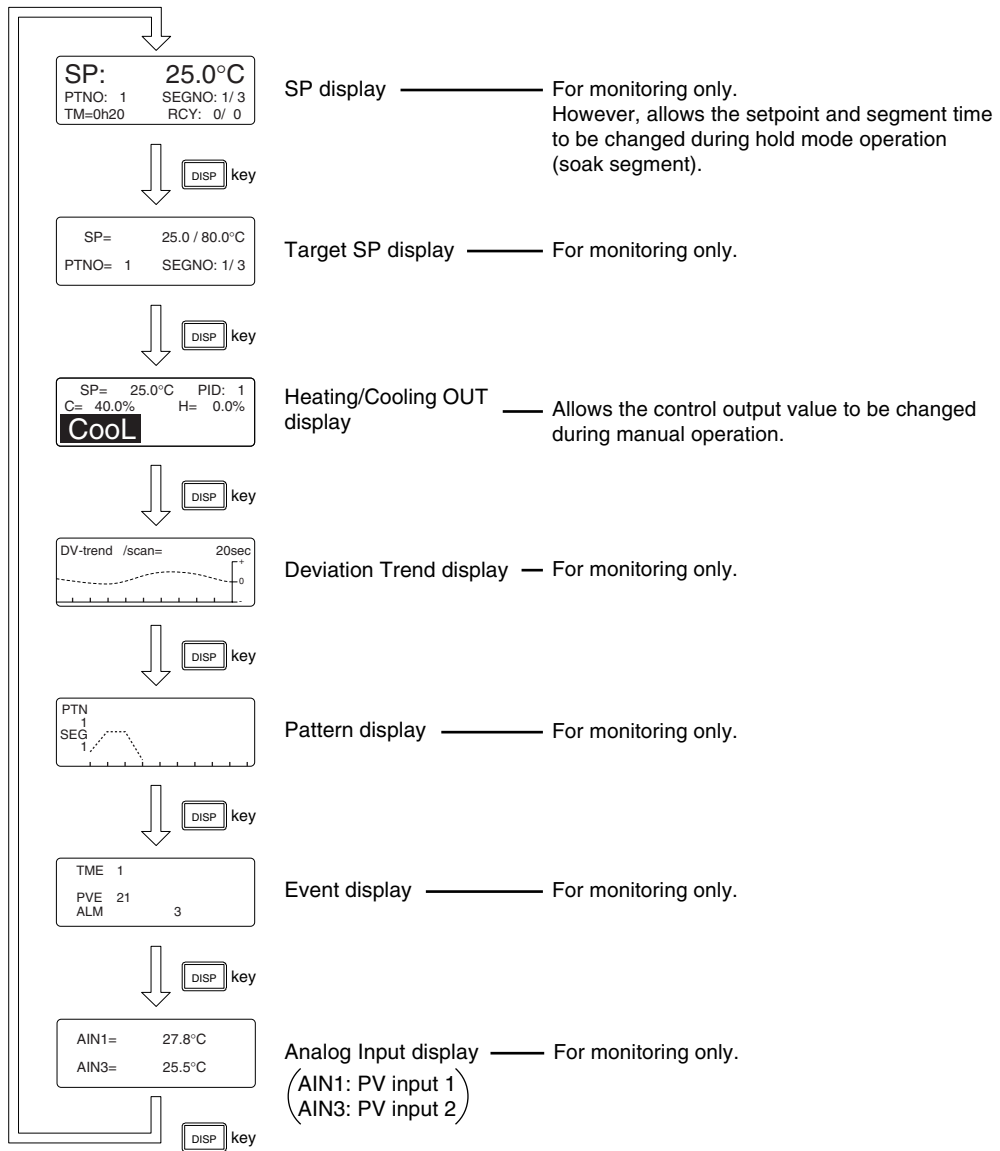 SP: 25.0°C
PTNO: 1 SEGNO: 1/ 3
TM=0h20 RCY: 0/ 0
SP display
For monitoring only.
However, allows the setpoint and segment time
to be changed during hold mode operation
(soak segment).
DISP key
SP= 25.0 / 80.0°C
PTNO= 1 SEGNO: 1/ 3
Target SP display
For monitoring only.
DISP key
SP= 25.0°C PID: 1
C= 40.0% H= 0.0%
CooL
Heating/Cooling OUT
display
Allows the control output value to be changed
during manual operation.
DISP key
DV-trend /scan= 20sec
+
0
-
Deviation Trend display
For monitoring only.
DISP key
PTN
1
SEG
1
Pattern display
For monitoring only.
DISP key
TME 1
PVE 21
ALM 3
Event display
For monitoring only.
DISP key
AIN1= 27.8°C
AIN3= 25.5°C
Analog Input display
For monitoring only.
(AIN1: PV input 1
AIN3: PV input 2)
DISP key